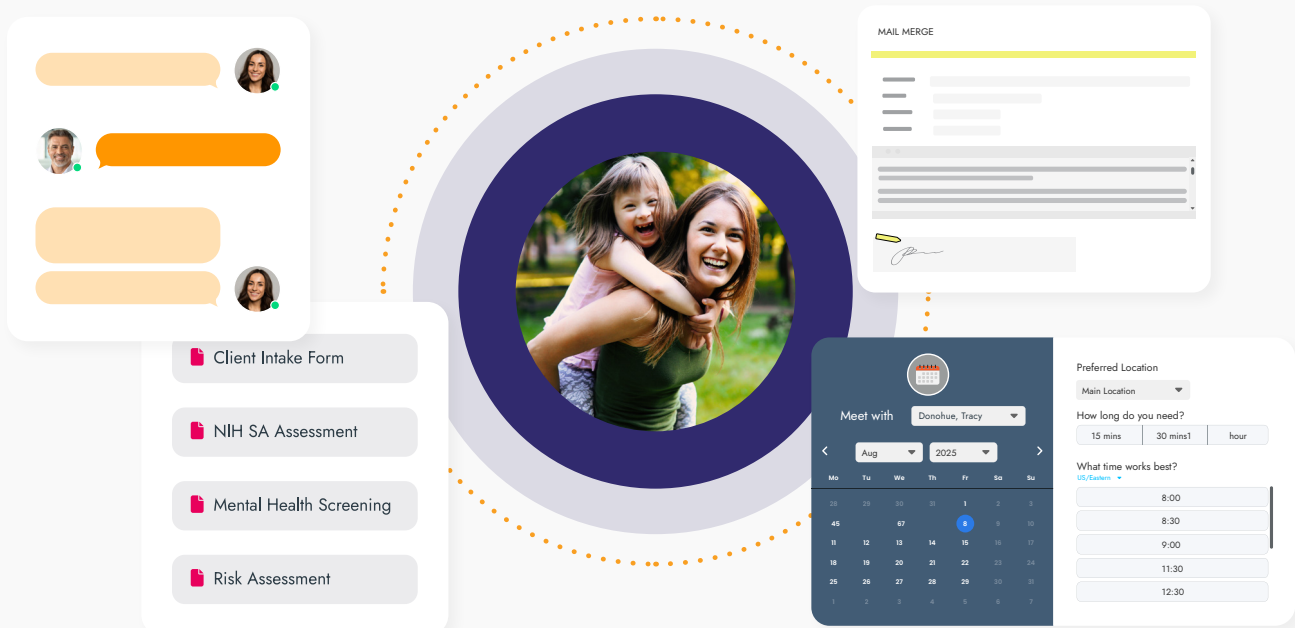 MAIL MERGE
Client Intake Form
NIH SA Assessment
Mental Health Screening
Risk Assessment
Meet with
Donohue, Tracy
Aug
2025
Mo Tu We Th Fr Sa Su
28 29 30 31 1 2 3
45 67 8 9 10
11 12 13 14 15 16 17
18 19 20 21 22 23 24
25 26 27 28 29 30 31
1 2 3 4 5 6 7
Preferred Location
Main Location
How long do you need?
15 mins 30 mins1 hour
What time works best?
US/Eastern
8:00
8:30
9:00
11:30
12:30